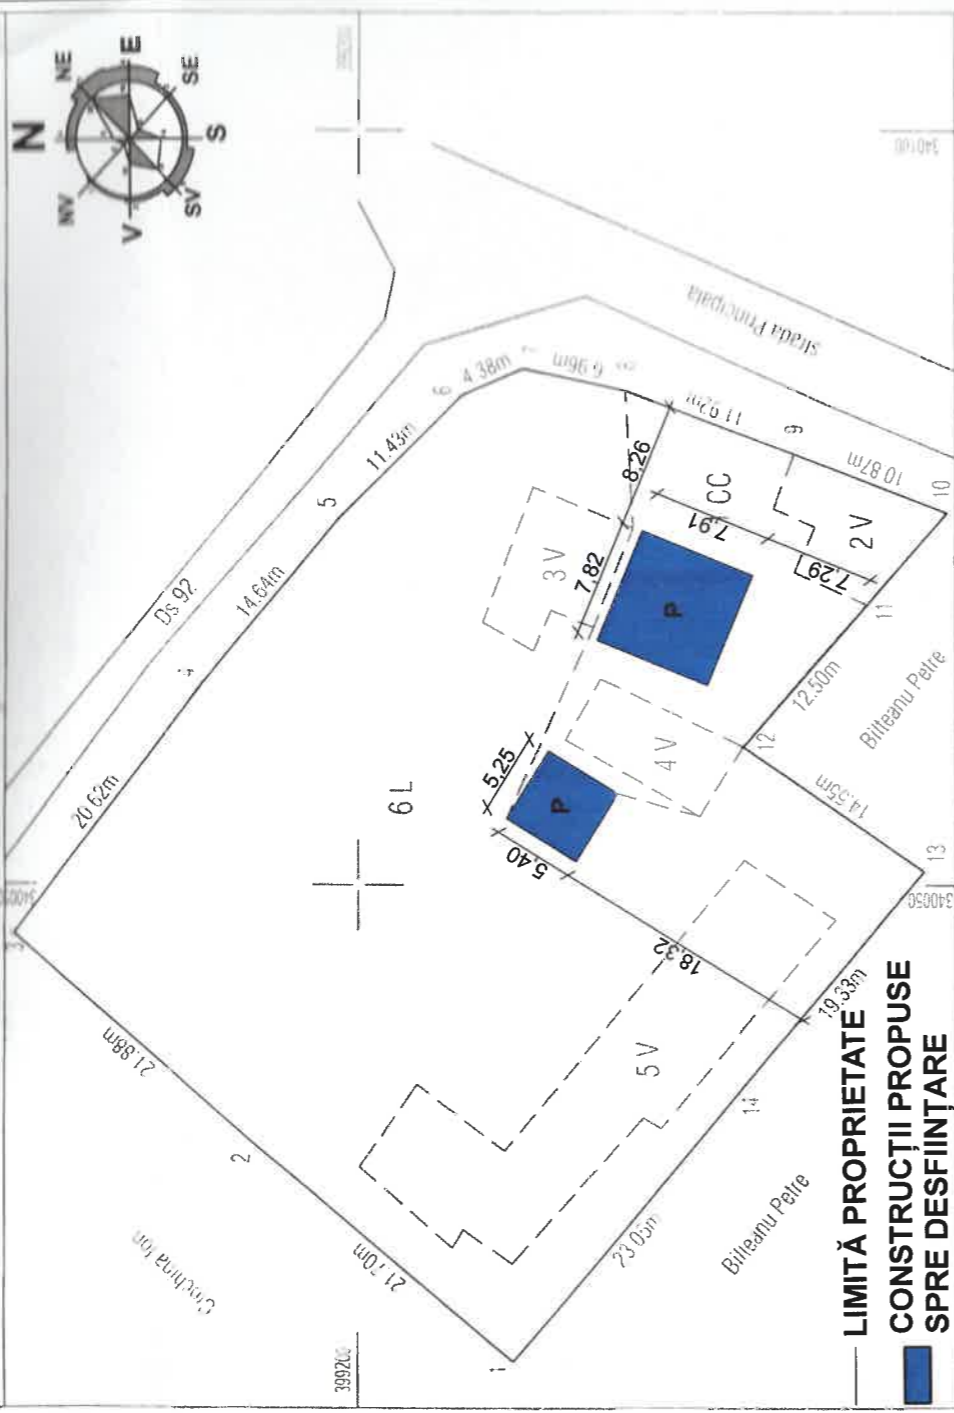 N
NE
E
SE
S
SV
V
NV
340100
Strada Principala
Ds 92
3
20.62m
14.64m
5
11.43m
6
4.38m
7
6.96m
11.92m
9
10.87m
10
8,26
7,82
3 V
CC
7,91
7,29
2 V
11
P
12.50m
12
Bilteanu Petre
14.55m
13
340050
4 V
5,25
P
5,40
6 L
18,32
19.33m
5 V
14
23.05m
Bilteanu Petre
21.88m
2
21.70m
1
399200
LIMITĂ PROPRIETATE
CONSTRUCȚII PROPUSE
SPRE DESFIINȚARE